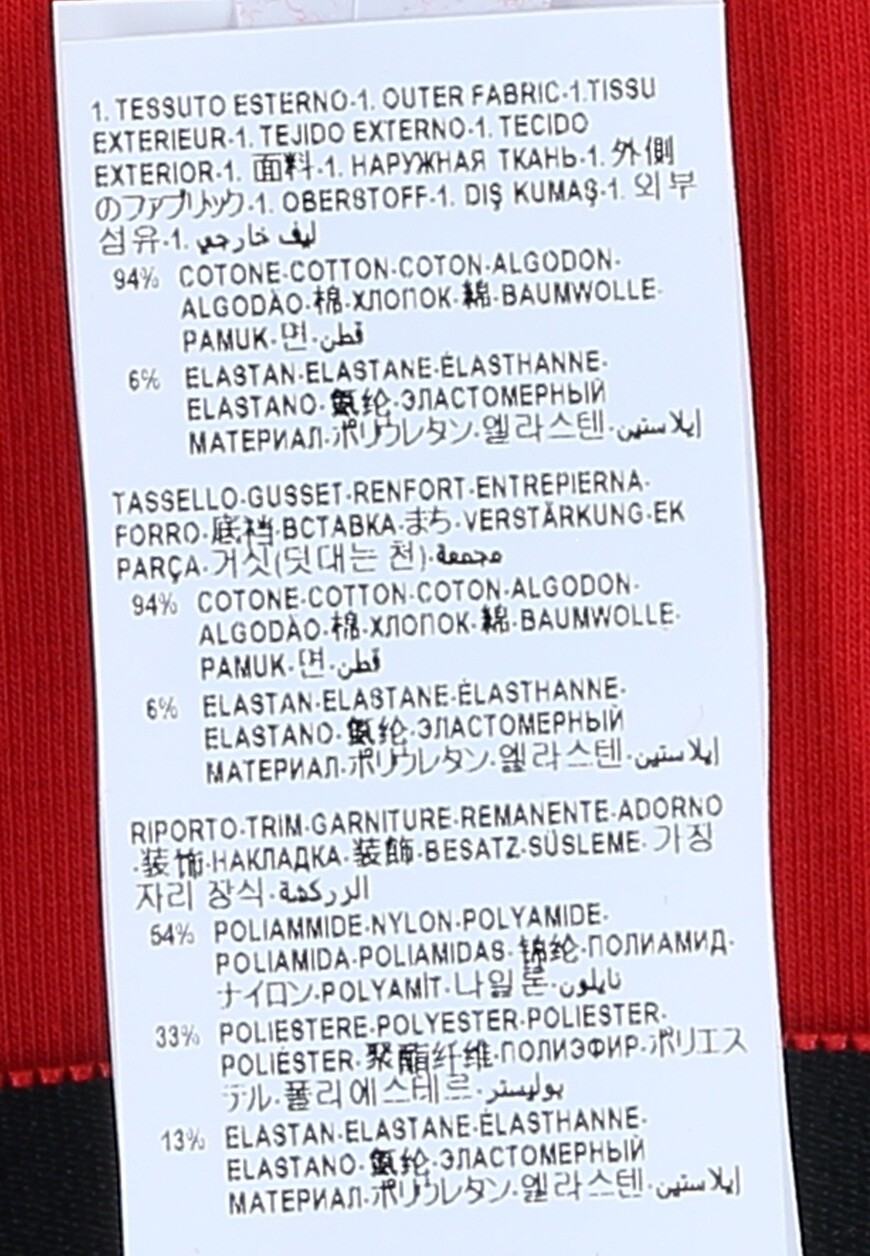 1. TESSUTO ESTERNO-1. OUTER FABRIC-1.TISSU
EXTERIEUR-1. TEJIDO EXTERNO-1. TECIDO
EXTERIOR-1. 面料-1. НАРУЖНАЯ ТКАНЬ-1. 外側
のファブリック-1. OBERSTOFF-1. DIŞ KUMAŞ-1. 외부
섬유-1. ليف خارجي
94% COTONE-COTTON-COTON-ALGODON-
ALGODÀO-棉-ХЛОПОК-綿-BAUMWOLLE-
PAMUK-면-قطن
6% ELASTAN-ELASTANE-ÉLASTHANNE-
ELASTANO-氨纶-ЭЛАСТОМЕРНЫЙ
МАТЕРИАЛ-ポリウレタン-엘라스텐-إيلاستين
TASSELLO-GUSSET-RENFORT-ENTREPIERNA-
FORRO-底裆-ВСТАВКА-まち-VERSTÄRKUNG-EK
PARÇA-거싯(덧대는 천)-مجمعة
94% COTONE-COTTON-COTON-ALGODON-
ALGODÀO-棉-ХЛОПОК-綿-BAUMWOLLE-
PAMUK-면-قطن
6% ELASTAN-ELASTANE-ÉLASTHANNE-
ELASTANO-氨纶-ЭЛАСТОМЕРНЫЙ
МАТЕРИАЛ-ポリウレタン-엘라스텐-إيلاستين
RIPORTO-TRIM-GARNITURE-REMANENTE-ADORNO
-装饰-НАКЛАДКА-装飾-BESATZ-SÜSLEME-가장
자리 장식-الزركشة
54% POLIAMMIDE-NYLON-POLYAMIDE-
POLIAMIDA-POLIAMIDAS-锦纶-ПОЛИАМИД-
ナイロン-POLYAMİT-나일론-نايلون
33% POLIESTERE-POLYESTER-POLIESTER-
POLIÉSTER-聚酯纤维-ПОЛИЭФИР-ポリエス
テル-폴리에스테르-بوليستر
13% ELASTAN-ELASTANE-ÉLASTHANNE-
ELASTANO-氨纶-ЭЛАСТОМЕРНЫЙ
МАТЕРИАЛ-ポリウレタン-엘라스텐-إيلاستين